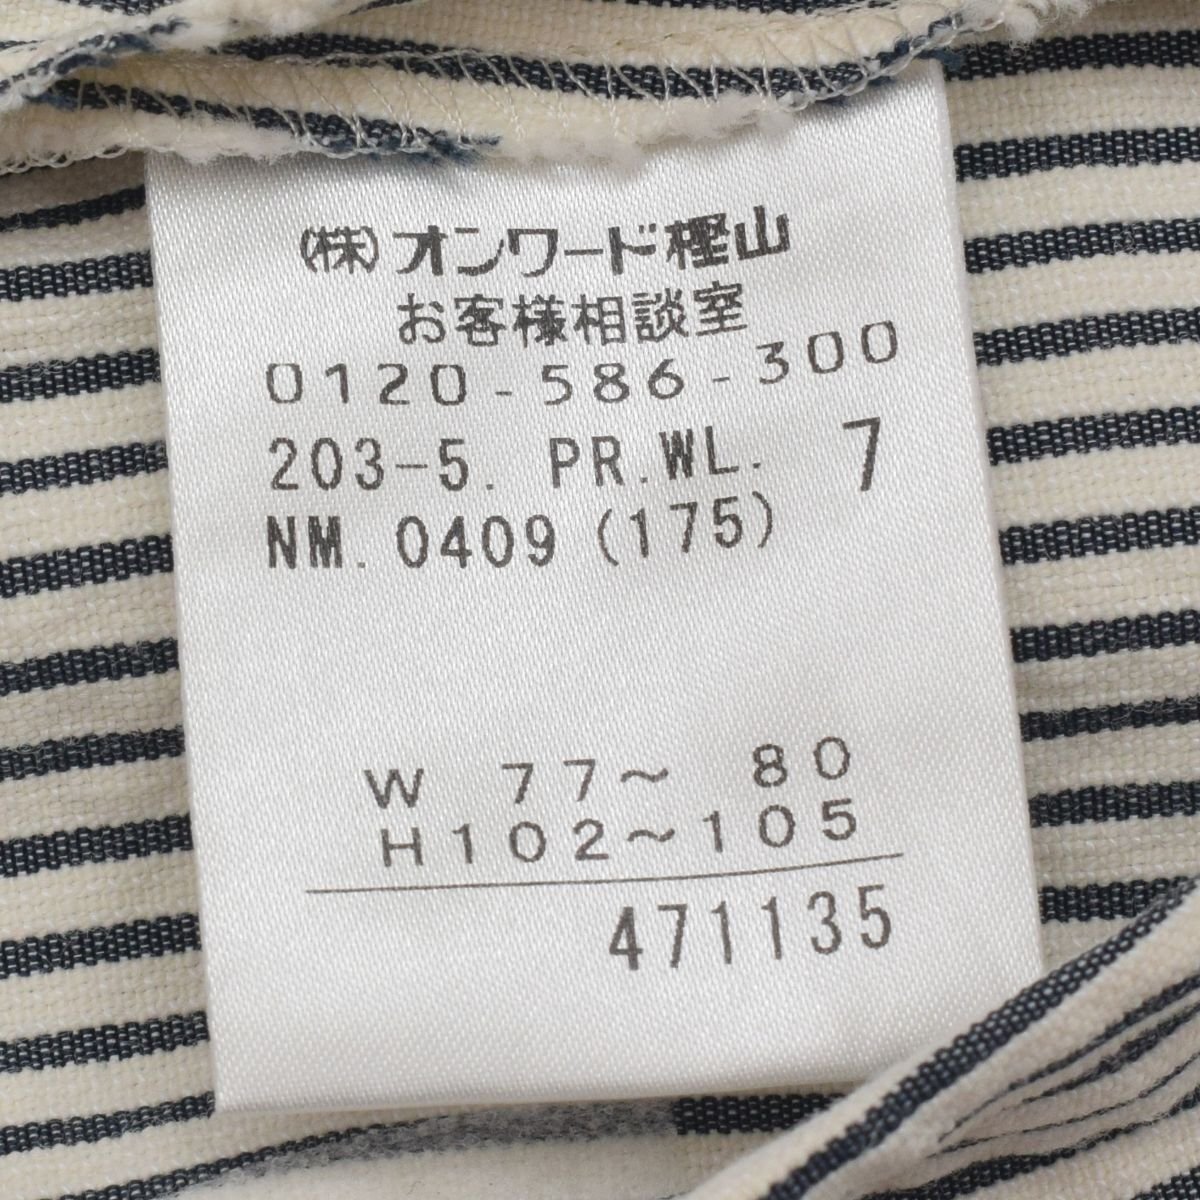 (株)オンワード樫山
お客様相談室
0120-586-300
203-5. PR.WL. 7
NM. 0409 (175)
W 77～ 80
H102～105
471135